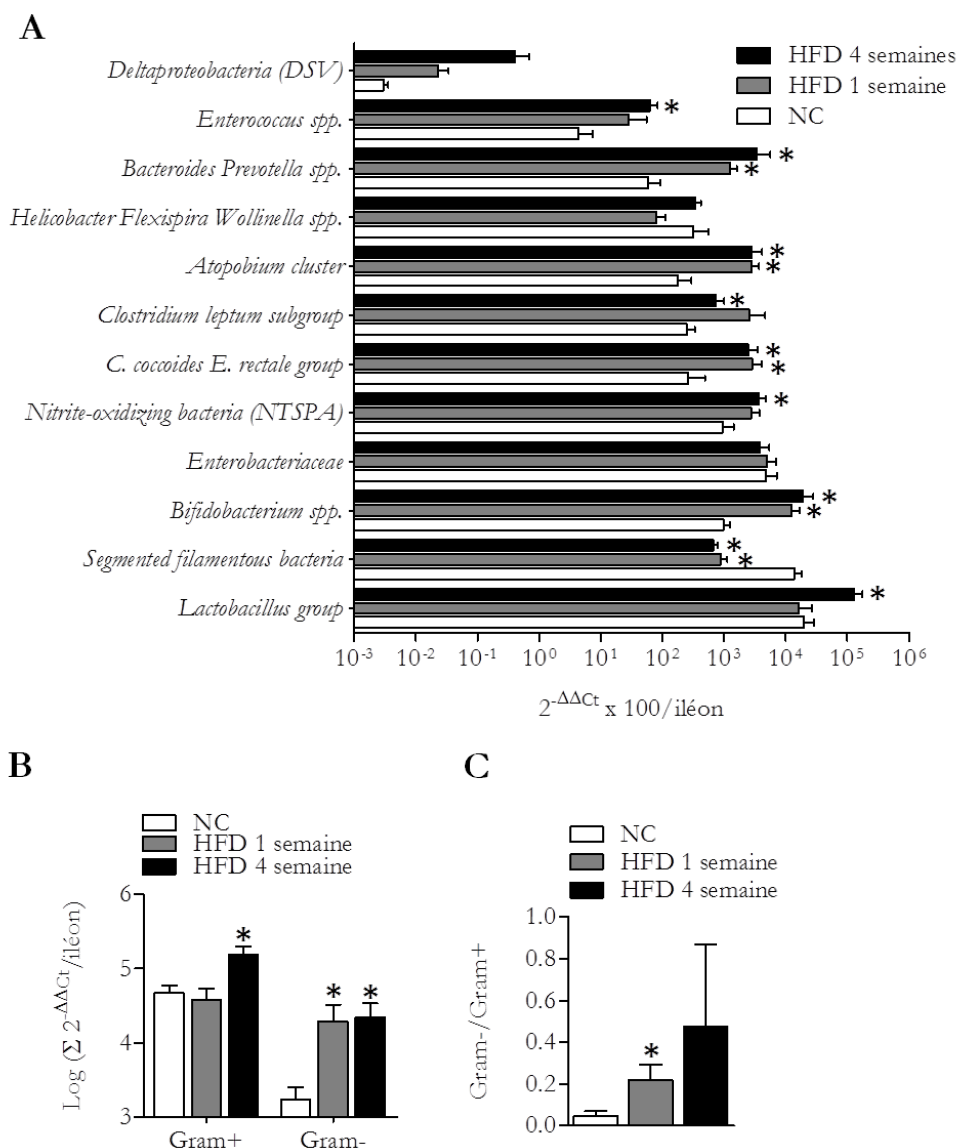 A
HFD 4 semaines
HFD 1 semaine
NC
Deltaproteobacteria (DSV)
Enterococcus spp.
*
Bacteroides Prevotella spp.
*
*
Helicobacter Flexispira Wollinella spp.
Atopobium cluster
*
*
Clostridium leptum subgroup
*
C. coccoides E. rectale group
*
*
Nitrite-oxidizing bacteria (NTSPA)
*
Enterobacteriaceae
Bifidobacterium spp.
*
*
Segmented filamentous bacteria
*
*
Lactobacillus group
*
10⁻³ 10⁻² 10⁻¹ 10⁰ 10¹ 10² 10³ 10⁴ 10⁵ 10⁶
2^-ΔΔCt x 100/iléon
B
NC
HFD 1 semaine
HFD 4 semaine
Log (Σ 2^-ΔΔCt/iléon)
6
5
4
3
*
* *
Gram+ Gram-
C
NC
HFD 1 semaine
HFD 4 semaine
Gram-/Gram+
1.0
0.8
0.6
0.4
0.2
0.0
*